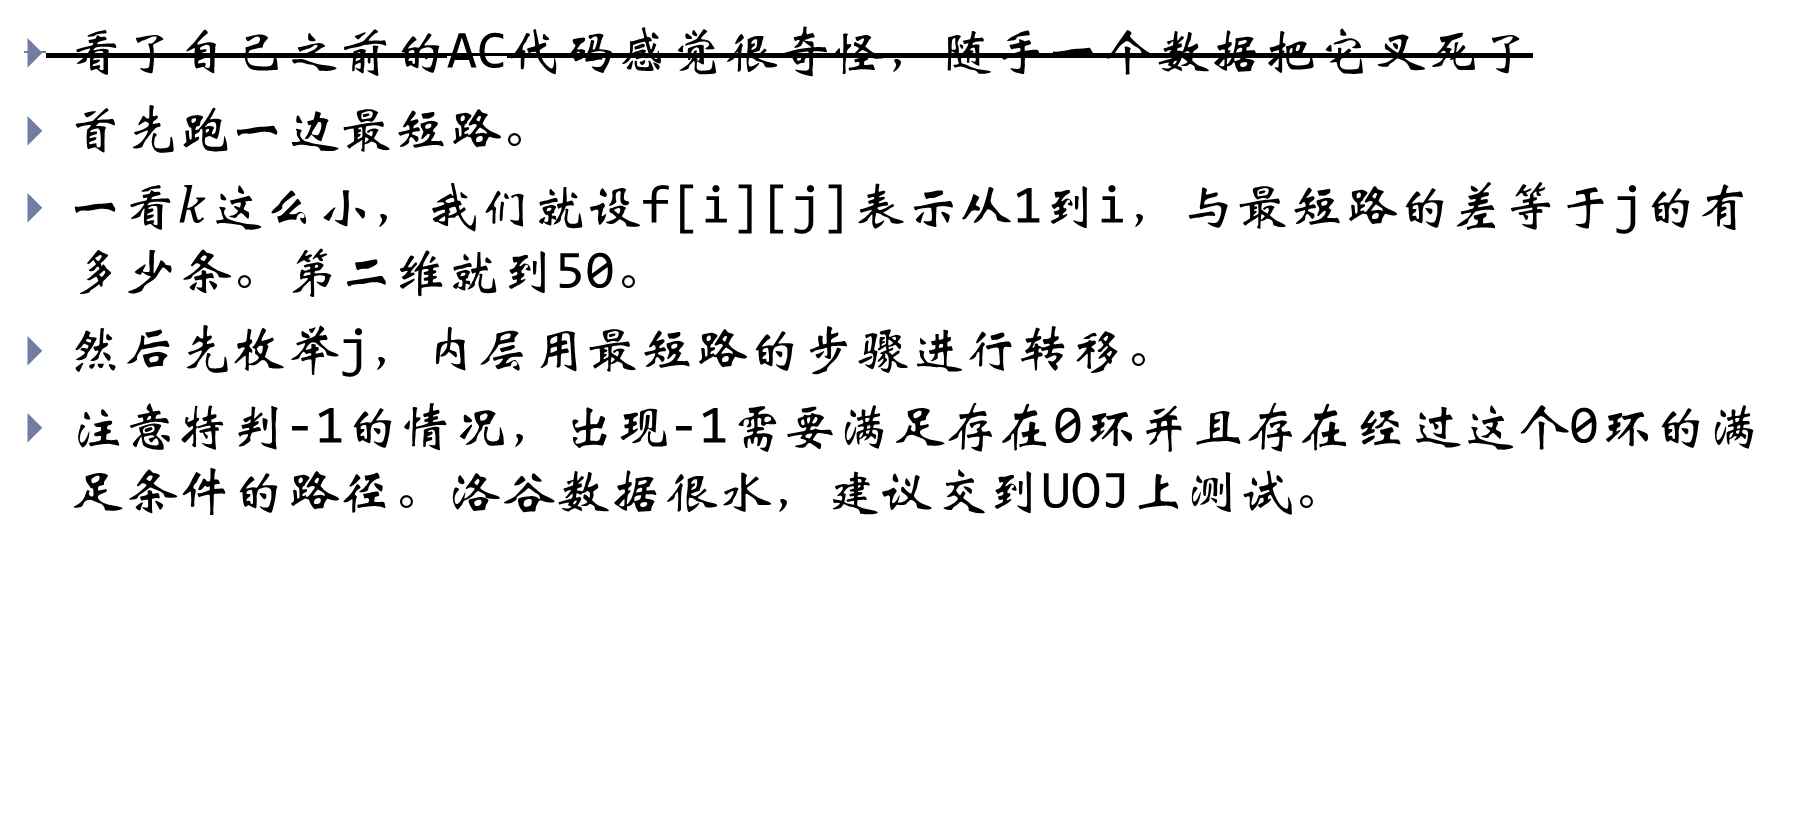 看了自己之前的AC代码感觉很奇怪，随手一个数据把它叉死了
首先跑一边最短路。
一看k这么小，我们就设f[i][j]表示从1到i，与最短路的差等于j的有
多少条。第二维就到50。
然后先枚举j，内层用最短路的步骤进行转移。
注意特判-1的情况，出现-1需要满足存在0环并且存在经过这个0环的满
足条件的路径。洛谷数据很水，建议交到UOJ上测试。